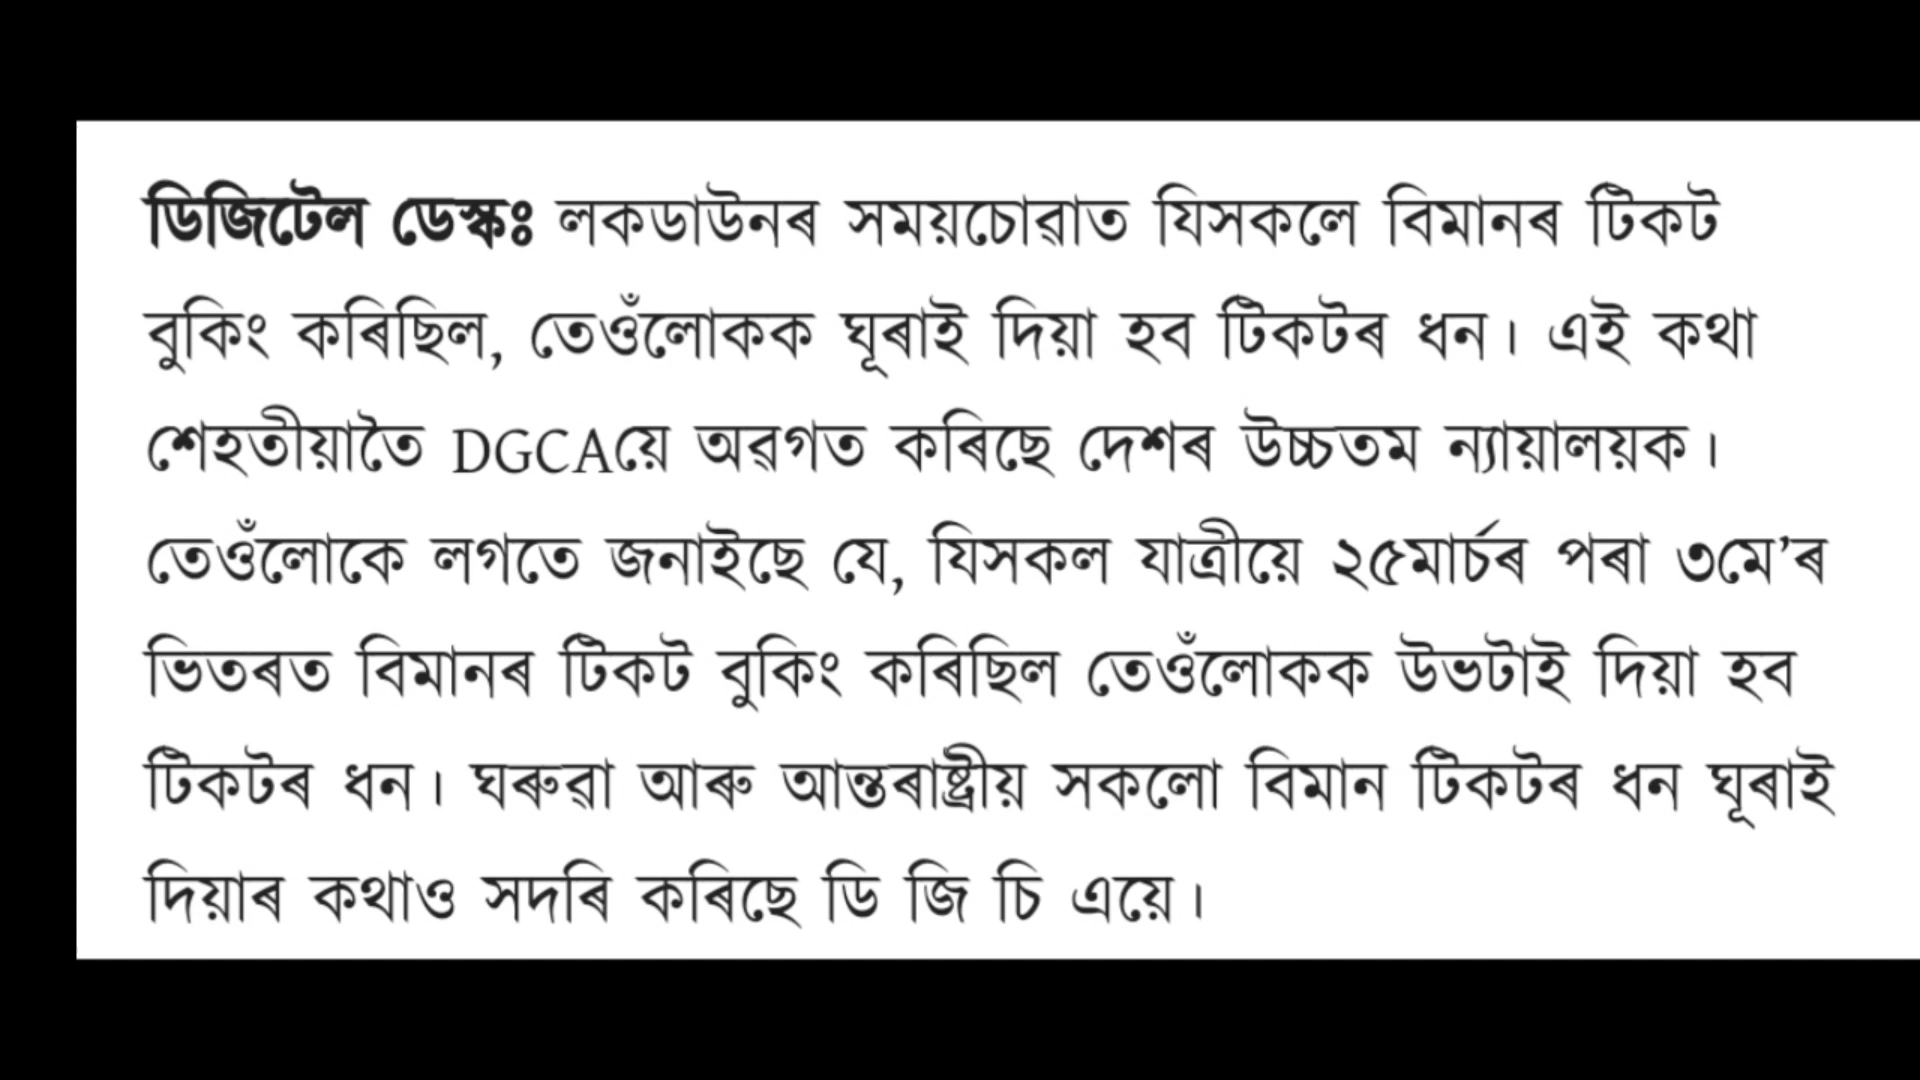 ডিজিটেল ডেস্কঃ লকডাউনৰ সময়চোৱাত যিসকলে বিমানৰ টিকট
বুকিং কৰিছিল, তেওঁলোকক ঘূৰাই দিয়া হব টিকটৰ ধন। এই কথা
শেহতীয়াতৈ DGCAয়ে অৱগত কৰিছে দেশৰ উচ্চতম ন্যায়ালয়ক।
তেওঁলোকে লগতে জনাইছে যে, যিসকল যাত্ৰীয়ে ২৫মাৰ্চৰ পৰা ৩মে’ৰ
ভিতৰত বিমানৰ টিকট বুকিং কৰিছিল তেওঁলোকক উভটাই দিয়া হব
টিকটৰ ধন। ঘৰুৱা আৰু আন্তৰাষ্ট্ৰীয় সকলো বিমান টিকটৰ ধন ঘূৰাই
দিয়াৰ কথাও সদৰি কৰিছে ডি জি চি এয়ে।